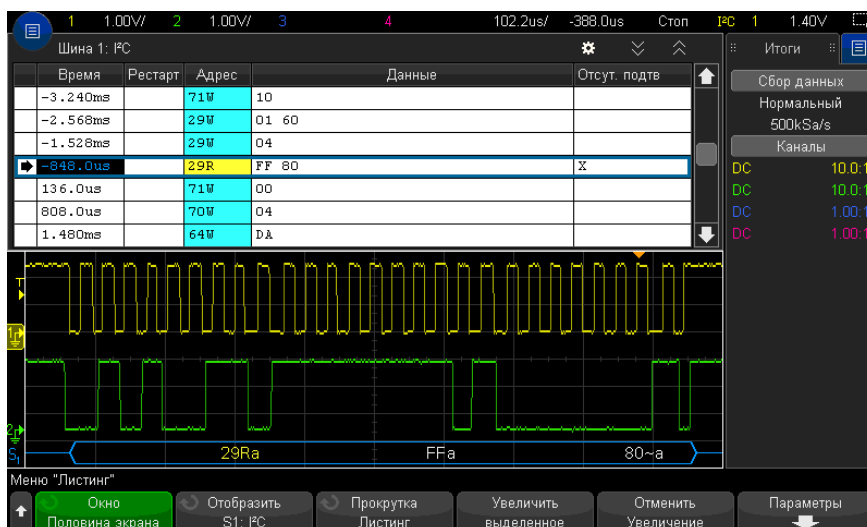 1 1.00V/ 2 1.00V/ 3 4 102.2us/ -388.0us Стоп I²C 1 1.40V
Шина 1: I²C
Время Рестарт Адрес Данные Отсут. подтв
-3.240ms 71W 10
-2.568ms 29W 01 60
-1.528ms 29W 04
-848.0us 29R FF 80 X
136.0us 71W 00
808.0us 70W 04
1.480ms 64W DA
Итоги
Сбор данных
Нормальный
500kSa/s
Каналы
DC 10.0:1
DC 10.0:1
DC 1.00:1
DC 1.00:1
T
1
2
S₁ 29Ra FFa 80~a
Меню "Листинг"
Окно
Половина экрана
Отобразить
S1: I²C
Прокрутка
Листинг
Увеличить
выделенное
Отменить
Увеличение
Параметры